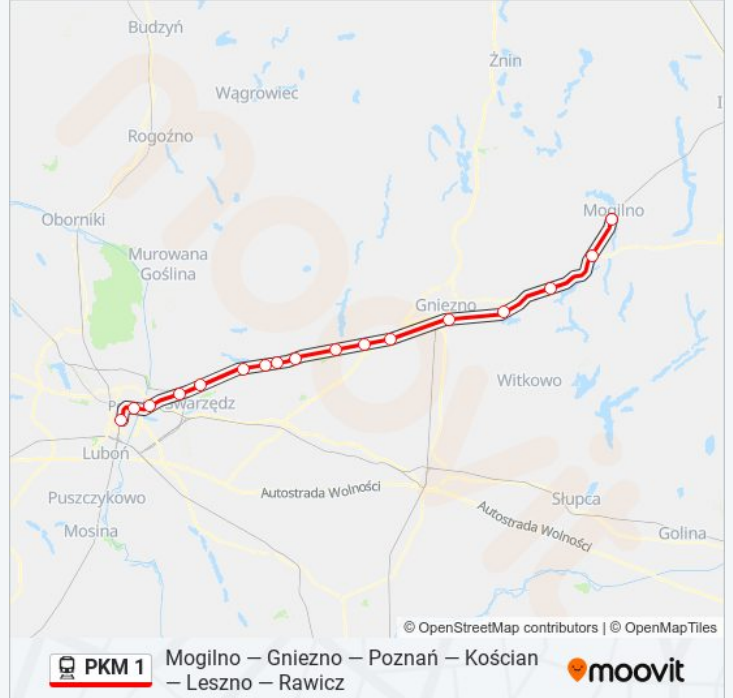 Budzyń
Żnin
Wągrowiec
Rogoźno
Mogilno
Oborniki
Murowana
Goślina
Gniezno
Witkowo
Swarzędz
Luboń
Autostrada Wolności
Puszczykowo
Słupca
Mosina
Autostrada Wolności
Golina
© OpenStreetMap contributors | © OpenMapTiles
PKM 1
Mogilno — Gniezno — Poznań — Kościan
— Leszno — Rawicz
moovit